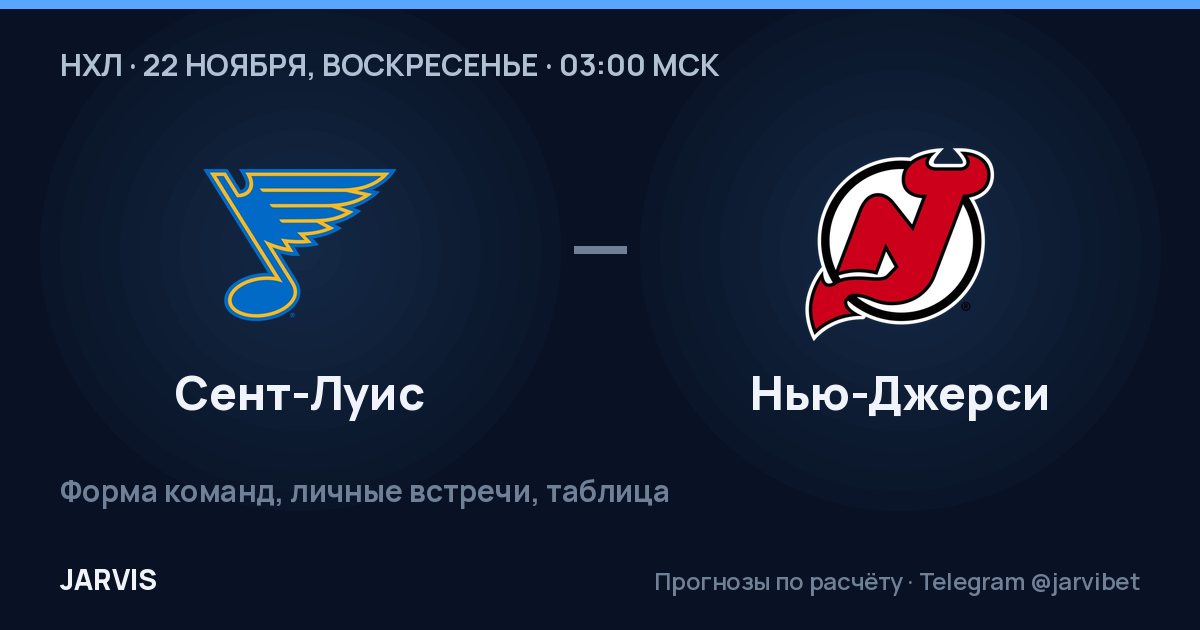 НХЛ · 22 НОЯБРЯ, ВОСКРЕСЕНЬЕ · 03:00 МСК
—
Сент-Луис
Нью-Джерси
Форма команд, личные встречи, таблица
JARVIS
Прогнозы по расчёту · Telegram @jarvibet